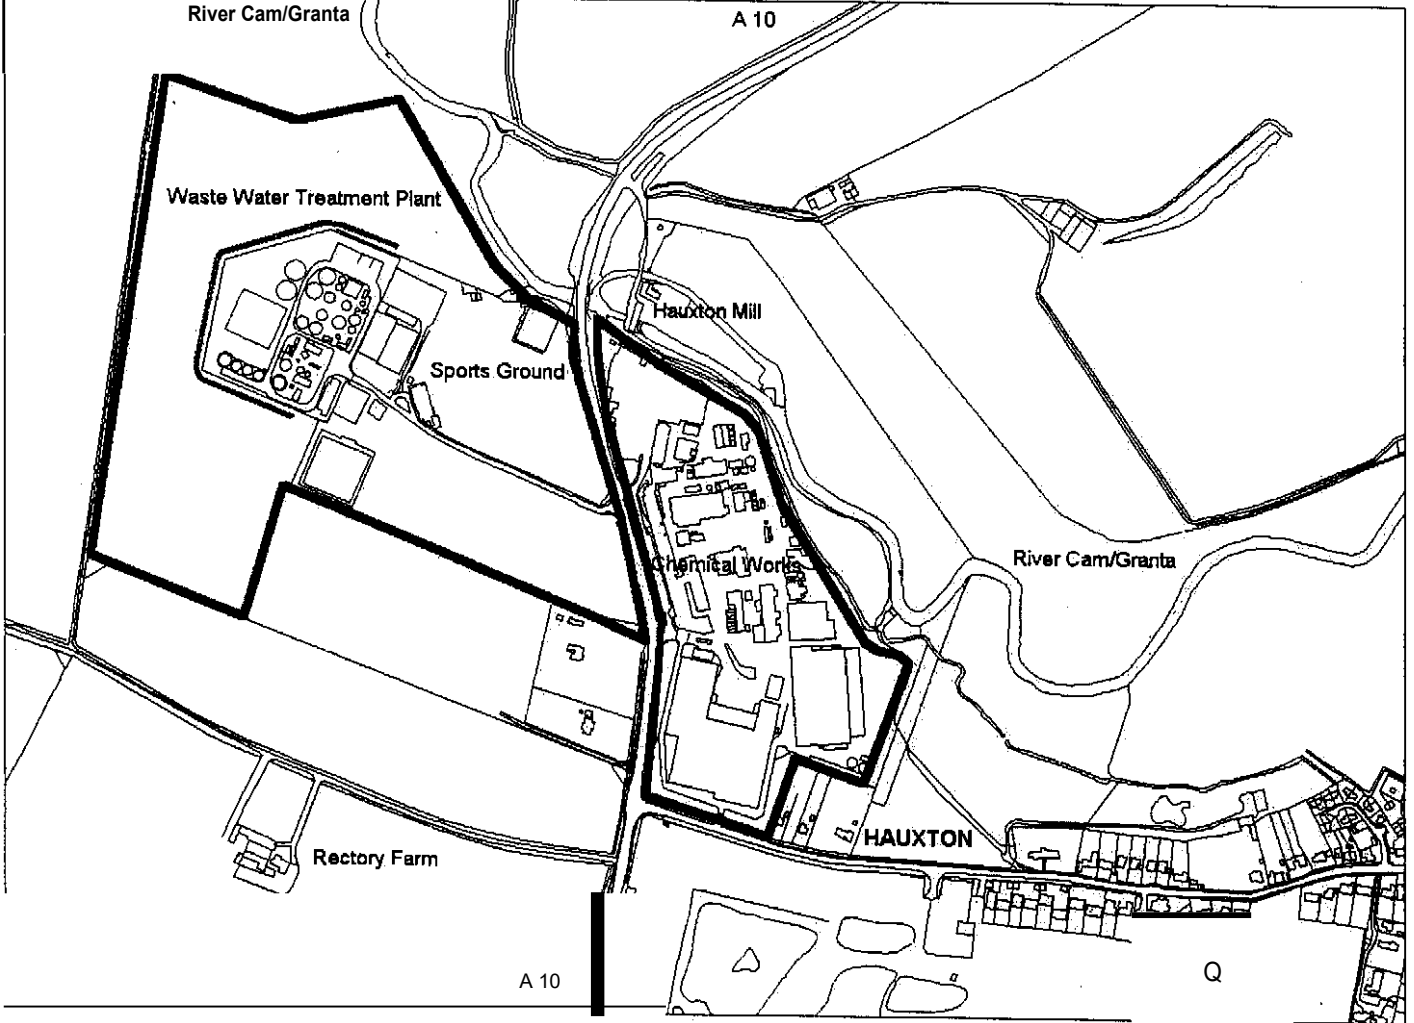 River Cam/Granta
A 10
Waste Water Treatment Plant
Hauxton Mill
Sports Ground
Chemical Works
River Cam/Granta
HAUXTON
Rectory Farm
A 10
Q